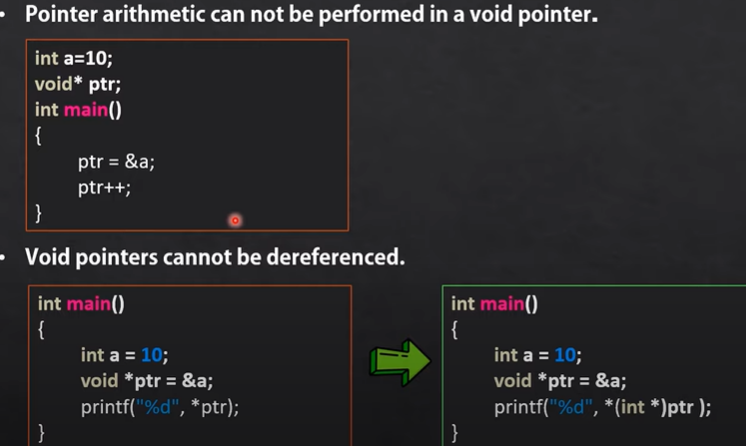 • Pointer arithmetic can not be performed in a void pointer.
int a=10;
void* ptr;
int main()
{
ptr = &a;
ptr++;
}
• Void pointers cannot be dereferenced.
int main()
{
int a = 10;
void *ptr = &a;
printf("%d", *ptr);
}
int main()
{
int a = 10;
void *ptr = &a;
printf("%d", *(int *)ptr );
}